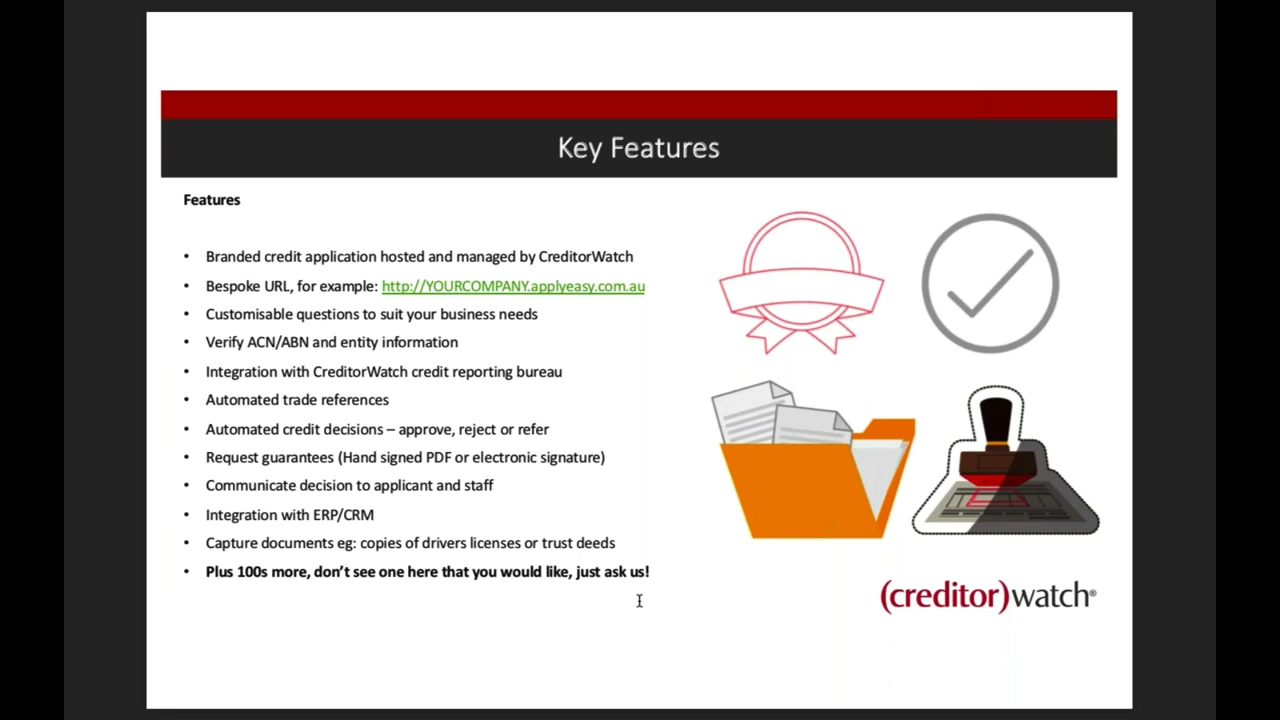 Key Features
Features
• Branded credit application hosted and managed by CreditorWatch
• Bespoke URL, for example: http://YOURCOMPANY.applyeasy.com.au
• Customisable questions to suit your business needs
• Verify ACN/ABN and entity information
• Integration with CreditorWatch credit reporting bureau
• Automated trade references
• Automated credit decisions – approve, reject or refer
• Request guarantees (Hand signed PDF or electronic signature)
• Communicate decision to applicant and staff
• Integration with ERP/CRM
• Capture documents eg: copies of drivers licenses or trust deeds
• Plus 100s more, don’t see one here that you would like, just ask us!
(creditor)watch®